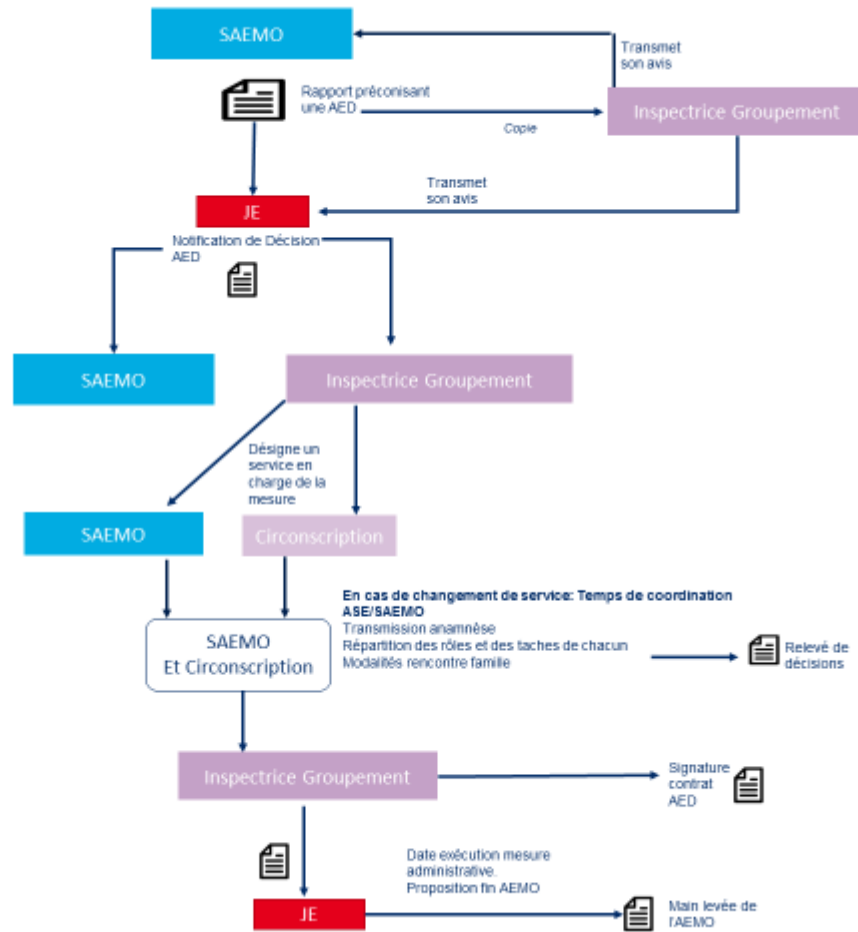 SAEMO
Transmet
son avis
Rapport préconisant
une AED
Copie
Inspectrice Groupement
Transmet
son avis
JE
Notification de Décision
AED
SAEMO
Inspectrice Groupement
Désigne un
service en
charge de la
mesure
SAEMO
Circonscription
En cas de changement de service: Temps de coordination
ASE/SAEMO
Transmission anamnèse
Répartition des rôles et des taches de chacun
Modalités rencontre famille
SAEMO
Et Circonscription
Relevé de
décisions
Inspectrice Groupement
Signature
contrat
AED
Date exécution mesure
administrative.
Proposition fin AEMO
JE
Main levée de
l'AEMO